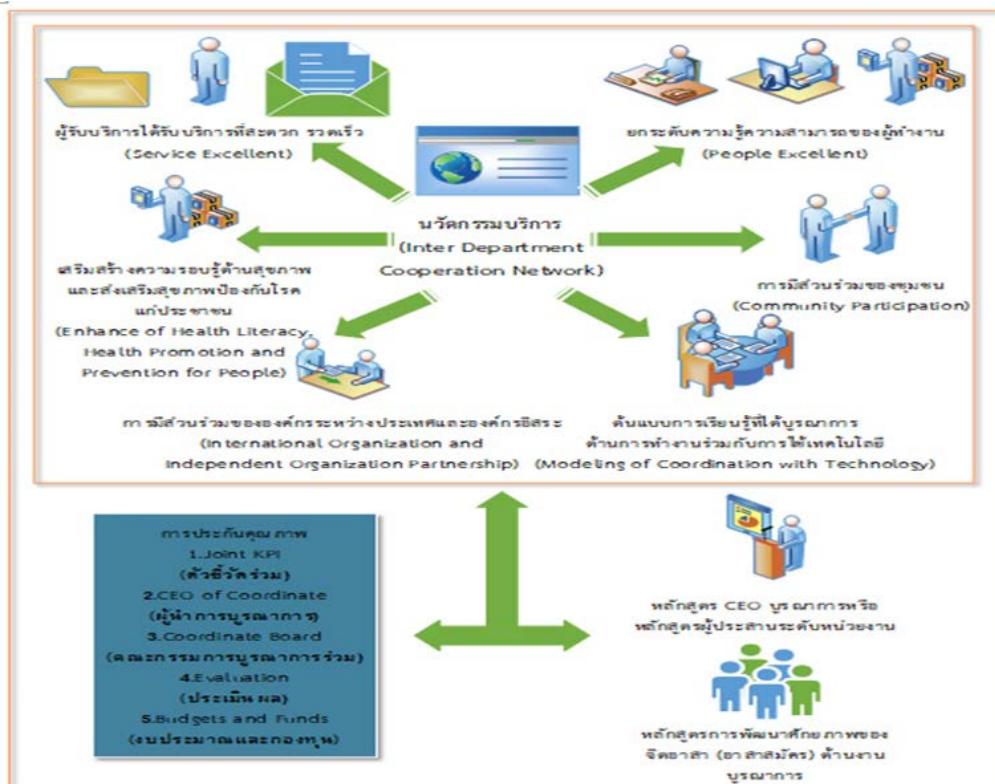 ผู้รับบริการได้รับบริการที่สะดวก รวดเร็ว
(Service Excellent)
ยกระดับความรู้ความสามารถของผู้ทำงาน
(People Excellent)
นวัตกรรมบริการ
(Inter Department
Cooperation Network)
เสริมสร้างความรอบรู้ด้านสุขภาพ
และส่งเสริมสุขภาพป้องกันโรค
แก่ประชาชน
(Enhance of Health Literacy,
Health Promotion and
Prevention for People)
การมีส่วนร่วมของชุมชน
(Community Participation)
การมีส่วนร่วมขององค์กรระหว่างประเทศและองค์กรอิสระ
(International Organization and
Independent Organization Partnership)
ต้นแบบการเรียนรู้ที่ได้บูรณาการ
ด้านการทำงานร่วมกับการใช้เทคโนโลยี
(Modeling of Coordination with Technology)
การประกันคุณภาพ
1.Joint KPI
(ตัวชี้วัดร่วม)
2.CEO of Coordinate
(ผู้นำการบูรณาการ)
3.Coordinate Board
(คณะกรรมการบูรณาการร่วม)
4.Evaluation
(ประเมินผล)
5.Budgets and Funds
(งบประมาณและกองทุน)
หลักสูตร CEO บูรณาการหรือ
หลักสูตรผู้ประสานระดับหน่วยงาน
หลักสูตรการพัฒนาศักยภาพของ
จิตอาสา (อาสาสมัคร) ด้านงาน
บูรณาการ